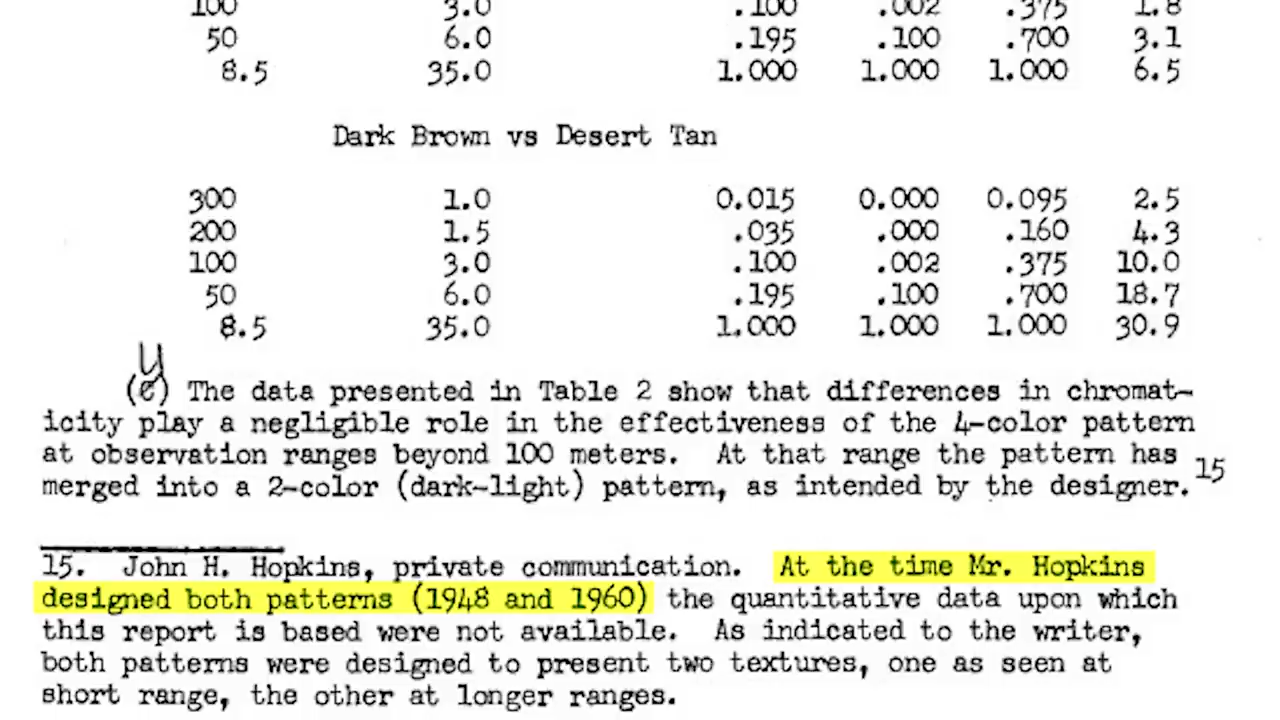 100 3.0 .100 .002 .375 1.8
50 6.0 .195 .100 .700 3.1
8.5 35.0 1.000 1.000 1.000 6.5
Dark Brown vs Desert Tan
300 1.0 0.015 0.000 0.095 2.5
200 1.5 .035 .000 .160 4.3
100 3.0 .100 .002 .375 10.0
50 6.0 .195 .100 .700 18.7
8.5 35.0 1.000 1.000 1.000 30.9
U
(C) The data presented in Table 2 show that differences in chromat-
icity play a negligible role in the effectiveness of the 4-color pattern
at observation ranges beyond 100 meters. At that range the pattern has
merged into a 2-color (dark-light) pattern, as intended by the designer.15
15. John H. Hopkins, private communication. At the time Mr. Hopkins
designed both patterns (1948 and 1960) the quantitative data upon which
this report is based were not available. As indicated to the writer,
both patterns were designed to present two textures, one as seen at
short range, the other at longer ranges.